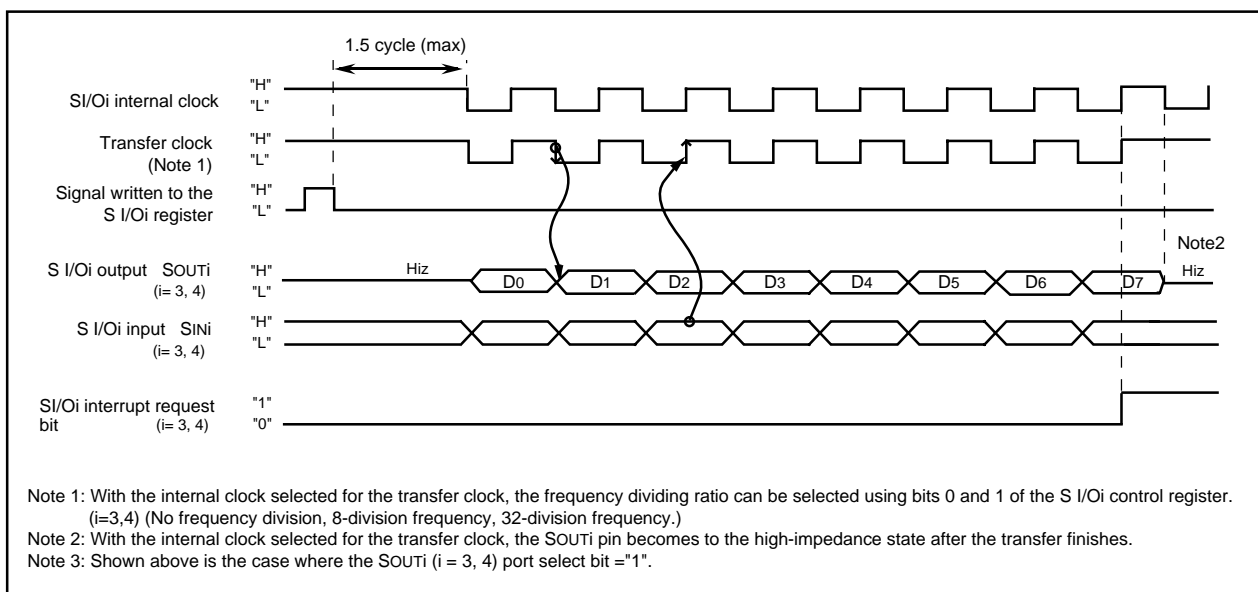 1.5 cycle (max)
SI/Oi internal clock
"H"
"L"
Transfer clock
(Note 1)
"H"
"L"
Signal written to the
S I/Oi register
"H"
"L"
Note2
S I/Oi output SOUTi
(i= 3, 4)
"H"
"L"
Hiz
D0
D1
D2
D3
D4
D5
D6
D7
Hiz
S I/Oi input SINi
(i= 3, 4)
"H"
"L"
SI/Oi interrupt request
bit (i= 3, 4)
"1"
"0"
Note 1: With the internal clock selected for the transfer clock, the frequency dividing ratio can be selected using bits 0 and 1 of the S I/Oi control register.
(i=3,4) (No frequency division, 8-division frequency, 32-division frequency.)
Note 2: With the internal clock selected for the transfer clock, the SOUTi pin becomes to the high-impedance state after the transfer finishes.
Note 3: Shown above is the case where the SOUTi (i = 3, 4) port select bit ="1".